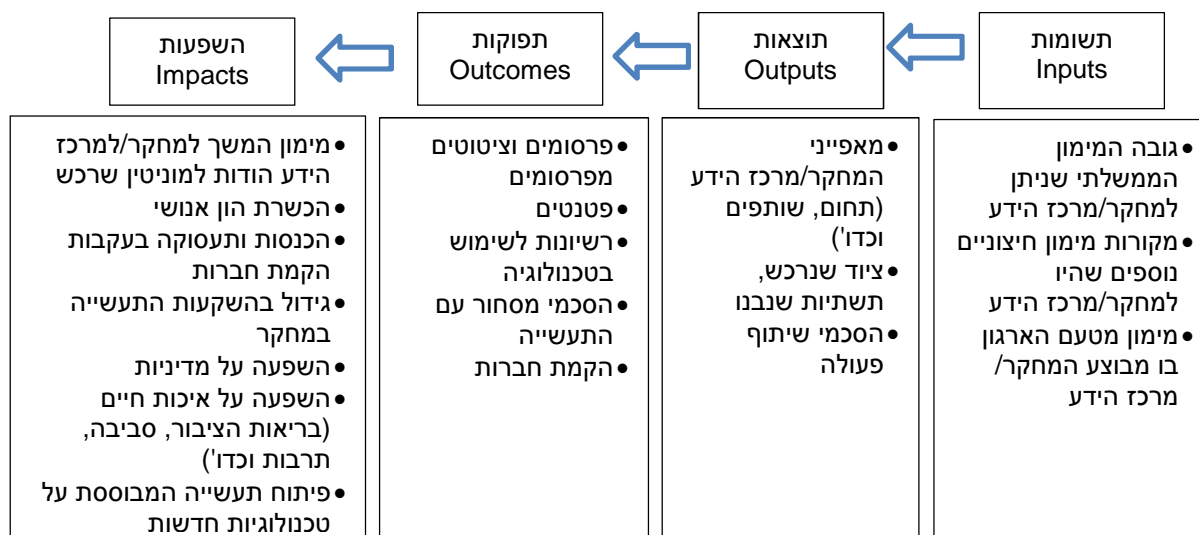 תשומות
Inputs
תוצאות
Outputs
תפוקות
Outcomes
השפעות
Impacts
• גובה המימון
הממשלתי שניתן
למחקר/מרכז הידע
• מקורות מימון חיצוניים
נוספים שהיו
למחקר/מרכז הידע
• מימון מטעם הארגון
בו מבוצע המחקר/
מרכז הידע
• מאפייני
המחקר/מרכז הידע
(תחום, שותפים
וכדו')
• ציוד שנרכש,
תשתיות שנבנו
• הסכמי שיתוף
פעולה
• פרסומים וציטוטים
מפרסומים
• פטנטים
• רשיונות לשימוש
בטכנולוגיה
• הסכמי מסחור עם
התעשייה
• הקמת חברות
• מימון המשך למחקר/למרכז
הידע הודות למוניטין שרכש
• הכשרת הון אנושי
• הכנסות ותעסוקה בעקבות
הקמת חברות
• גידול בהשקעות התעשייה
במחקר
• השפעה על מדיניות
• השפעה על איכות חיים
(בריאות הציבור, סביבה,
תרבות וכדו')
• פיתוח תעשייה המבוססת על
טכנולוגיות חדשות